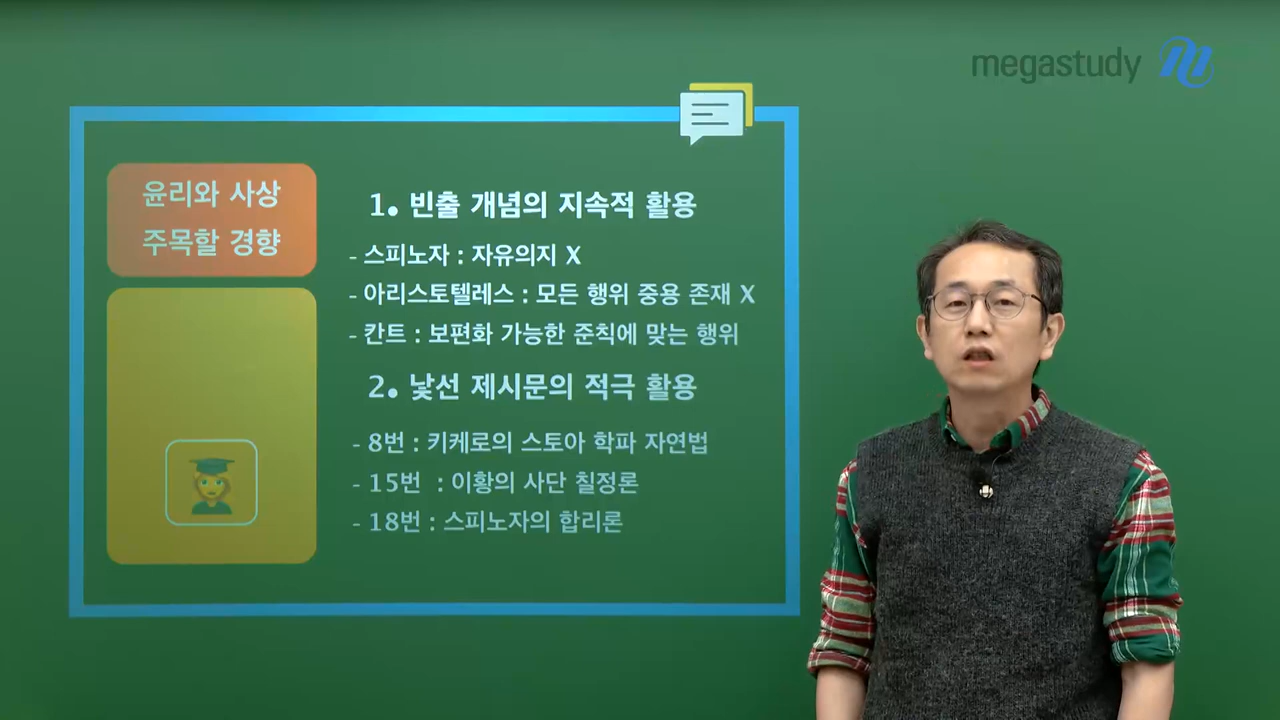 megastudy
윤리와 사상
주목할 경향
1. 빈출 개념의 지속적 활용
- 스피노자 : 자유의지 X
- 아리스토텔레스 : 모든 행위 중용 존재 X
- 칸트 : 보편화 가능한 준칙에 맞는 행위
2. 낯선 제시문의 적극 활용
- 8번 : 키케로의 스토아 학파 자연법
- 15번 : 이황의 사단 칠정론
- 18번 : 스피노자의 합리론